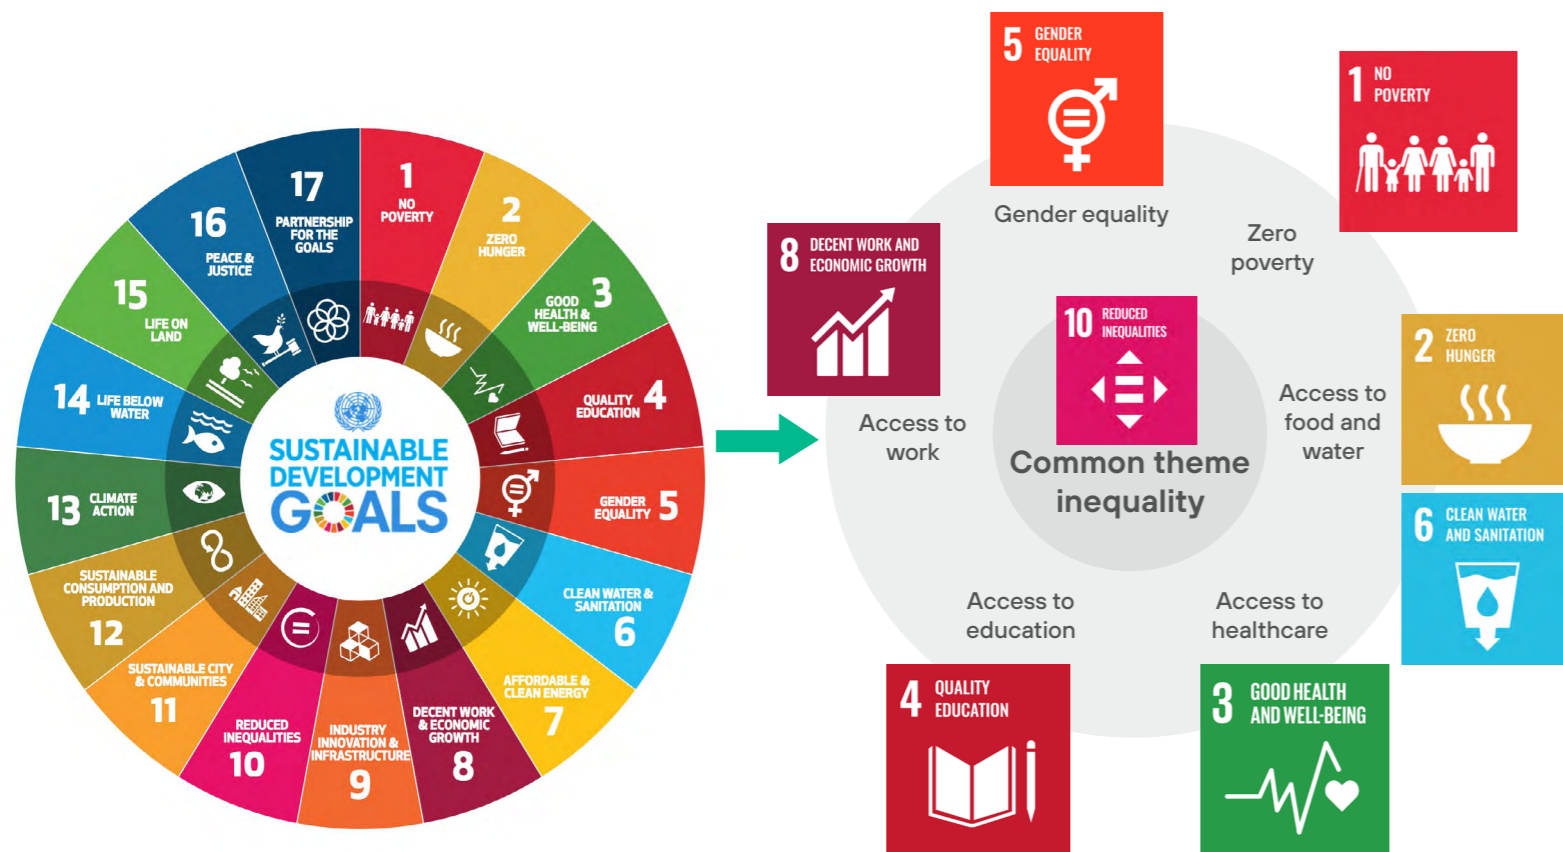 17
PARTNERSHIP
FOR THE
GOALS
1
NO
POVERTY
2
ZERO
HUNGER
3
GOOD
HEALTH &
WELL-BEING
4
QUALITY
EDUCATION
5
GENDER
EQUALITY
6
CLEAN WATER &
SANITATION
7
AFFORDABLE &
CLEAN ENERGY
8
DECENT WORK
& ECONOMIC
GROWTH
9
INDUSTRY
INNOVATION &
INFRASTRUCTURE
10
REDUCED
INEQUALITIES
11
SUSTAINABLE CITY
& COMMUNITIES
12
SUSTAINABLE
CONSUMPTION AND
PRODUCTION
13
CLIMATE
ACTION
14
LIFE BELOW
WATER
15
LIFE ON
LAND
16
PEACE &
JUSTICE
SUSTAINABLE
DEVELOPMENT
GOALS
5 GENDER
EQUALITY
Gender equality
1 NO
POVERTY
Zero
poverty
8 DECENT WORK AND
ECONOMIC GROWTH
Access to
work
10 REDUCED
INEQUALITIES
Common theme
inequality
2 ZERO
HUNGER
Access to
food and
water
6 CLEAN WATER
AND SANITATION
Access to
education
4 QUALITY
EDUCATION
Access to
healthcare
3 GOOD HEALTH
AND WELL-BEING